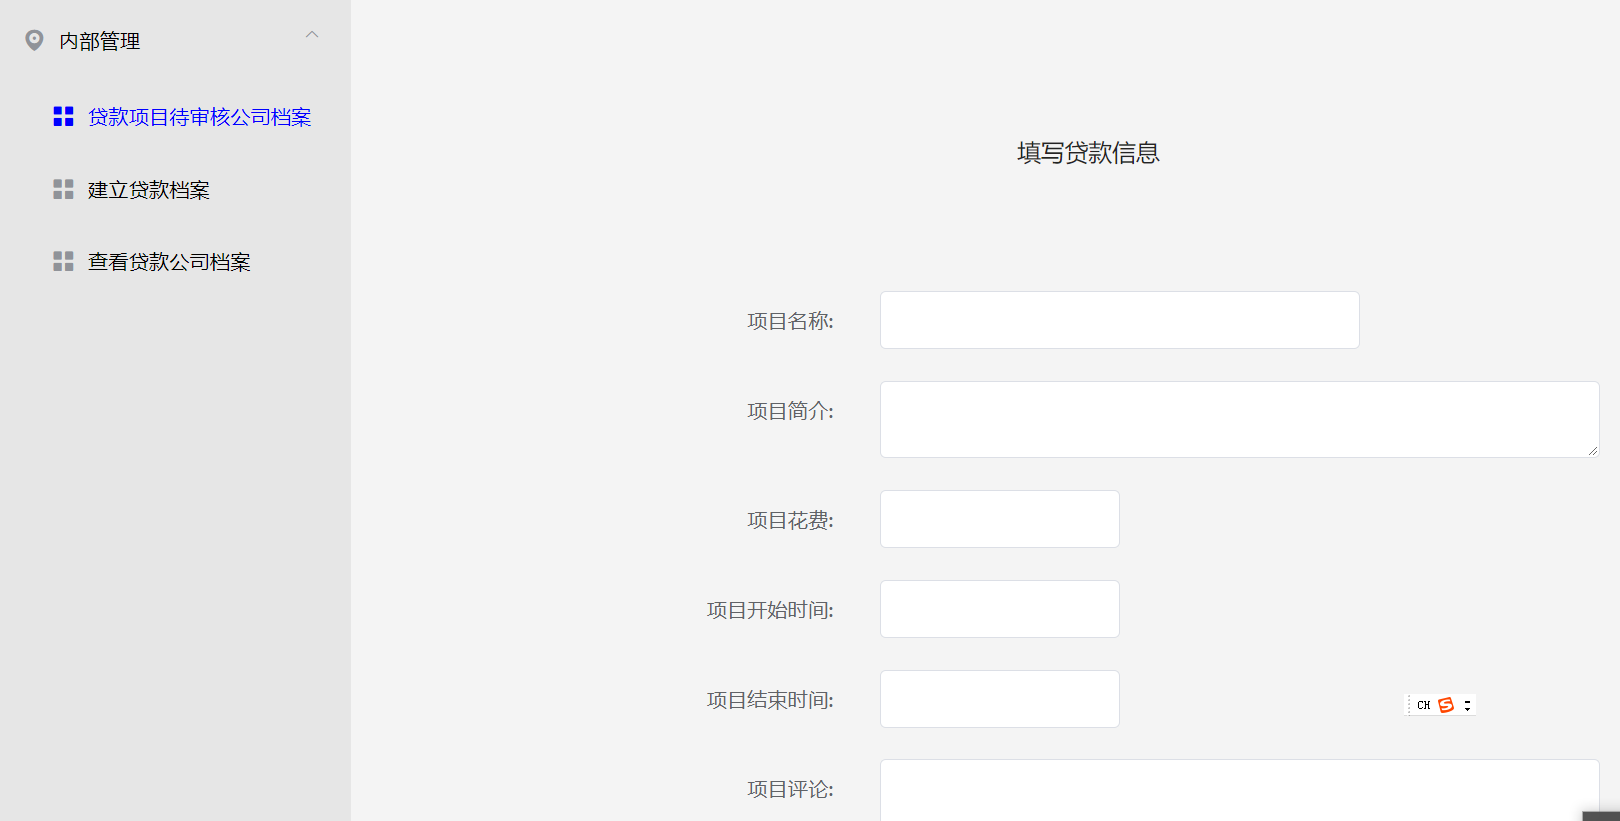 内部管理
贷款项目待审核公司档案
建立贷款档案
查看贷款公司档案
填写贷款信息
项目名称:
项目简介:
项目花费:
项目开始时间:
项目结束时间:
CH
项目评论: